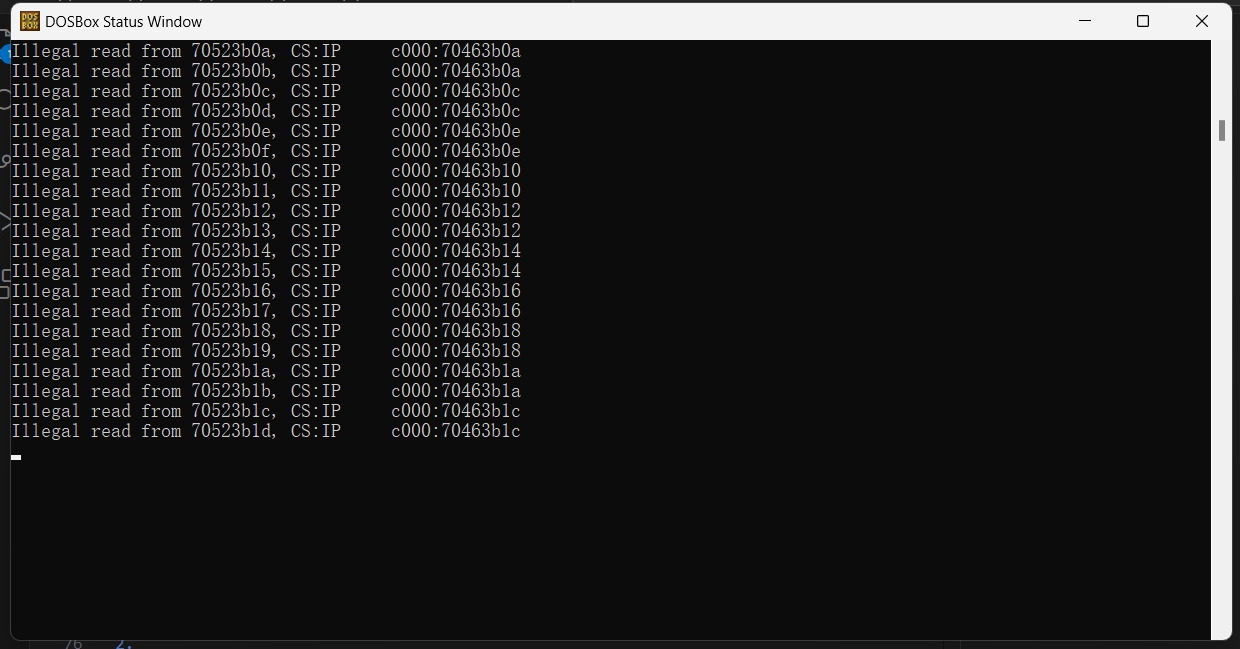 DOSBox Status Window
Illegal read from 70523b0a, CS:IP     c000:70463b0a
Illegal read from 70523b0b, CS:IP     c000:70463b0a
Illegal read from 70523b0c, CS:IP     c000:70463b0c
Illegal read from 70523b0d, CS:IP     c000:70463b0c
Illegal read from 70523b0e, CS:IP     c000:70463b0e
Illegal read from 70523b0f, CS:IP     c000:70463b0e
Illegal read from 70523b10, CS:IP     c000:70463b10
Illegal read from 70523b11, CS:IP     c000:70463b10
Illegal read from 70523b12, CS:IP     c000:70463b12
Illegal read from 70523b13, CS:IP     c000:70463b12
Illegal read from 70523b14, CS:IP     c000:70463b14
Illegal read from 70523b15, CS:IP     c000:70463b14
Illegal read from 70523b16, CS:IP     c000:70463b16
Illegal read from 70523b17, CS:IP     c000:70463b16
Illegal read from 70523b18, CS:IP     c000:70463b18
Illegal read from 70523b19, CS:IP     c000:70463b18
Illegal read from 70523b1a, CS:IP     c000:70463b1a
Illegal read from 70523b1b, CS:IP     c000:70463b1a
Illegal read from 70523b1c, CS:IP     c000:70463b1c
Illegal read from 70523b1d, CS:IP     c000:70463b1c